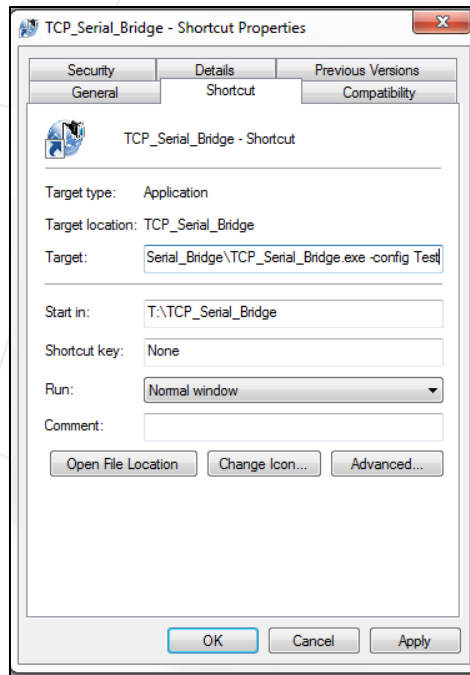 TCP_Serial_Bridge - Shortcut Properties
Security Details Previous Versions
General Shortcut Compatibility
TCP_Serial_Bridge - Shortcut
Target type: Application
Target location: TCP_Serial_Bridge
Target: Serial_Bridge\TCP_Serial_Bridge.exe -config Test
Start in: T:\TCP_Serial_Bridge
Shortcut key: None
Run: Normal window
Comment:
Open File Location Change Icon... Advanced...
OK Cancel Apply